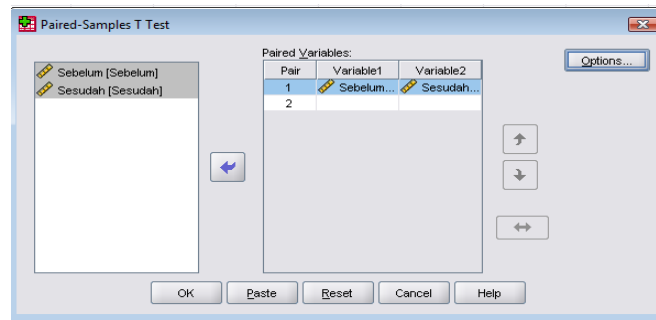 Paired-Samples T Test
Sebelum [Sebelum]
Sesudah [Sesudah]
Paired Variables:
Pair Variable1 Variable2
1 Sebelum... Sesudah...
2
Options...
OK Paste Reset Cancel Help